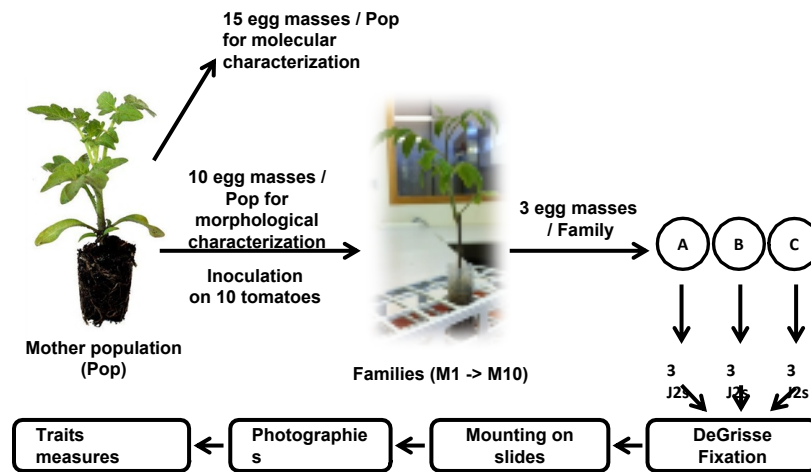 15 egg masses / Pop
for molecular
characterization
10 egg masses /
Pop for
morphological
characterization
Inoculation
on 10 tomatoes
3 egg masses
/ Family
A
B
C
Mother population
(Pop)
Families (M1 -> M10)
3
J2s
3
J2s
3
J2s
Traits
measures
Photographie
s
Mounting on
slides
DeGrisse
Fixation